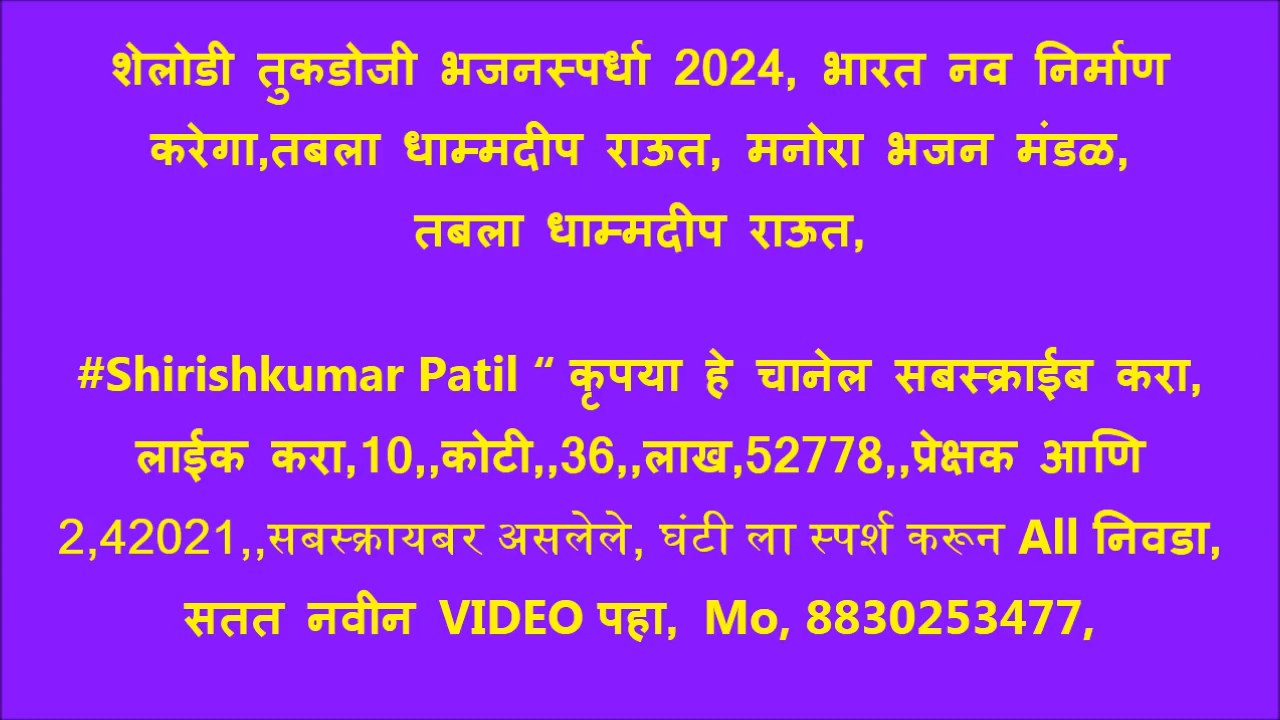 शेलोडी तुकडोजी भजनस्पर्धा 2024, भारत नव निर्माण
करेगा,तबला धाम्मदीप राऊत, मनोरा भजन मंडळ,
तबला धाम्मदीप राऊत,
#Shirishkumar Patil “ कृपया हे चानेल सबस्क्राईब करा,
लाईक करा,10,,कोटी,,36,,लाख,52778,,प्रेक्षक आणि
2,42021,,सबस्क्रायबर असलेले, घंटी ला स्पर्श करून All निवडा,
सतत नवीन VIDEO पहा, Mo, 8830253477,